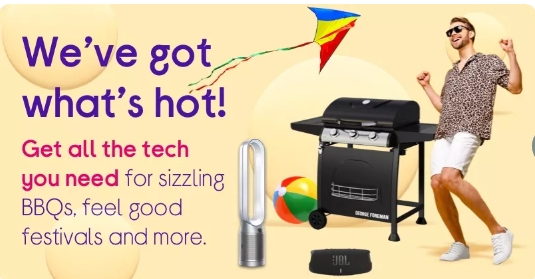 We've got
what's hot!
Get all the tech
you need for sizzling
BBQs, feel good
festivals and more.
GEORGE FOREMAN
JBL